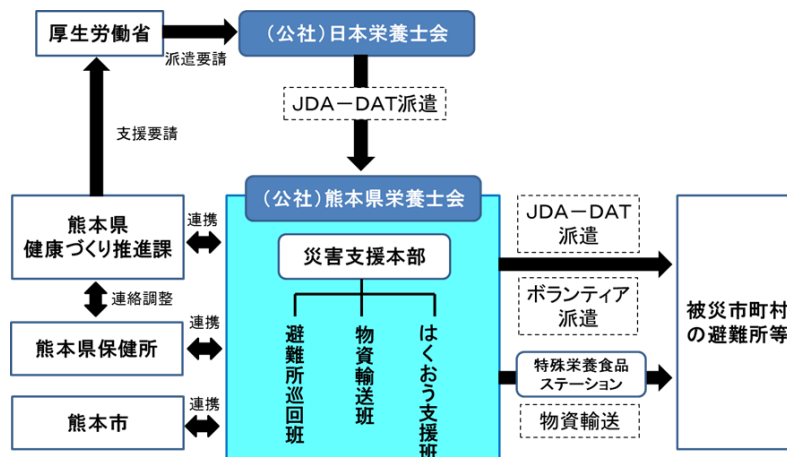 厚生労働省
派遣要請
(公社)日本栄養士会
JDA－DAT派遣
支援要請
(公社)熊本県栄養士会
熊本県
健康づくり推進課
連携
災害支援本部
JDA－DAT
派遣
ボランティア
派遣
連絡調整
熊本県保健所
連携
避難所巡回班
物資輸送班
はくおう支援班
被災市町村
の避難所等
特殊栄養食品
ステーション
物資輸送
熊本市
連携